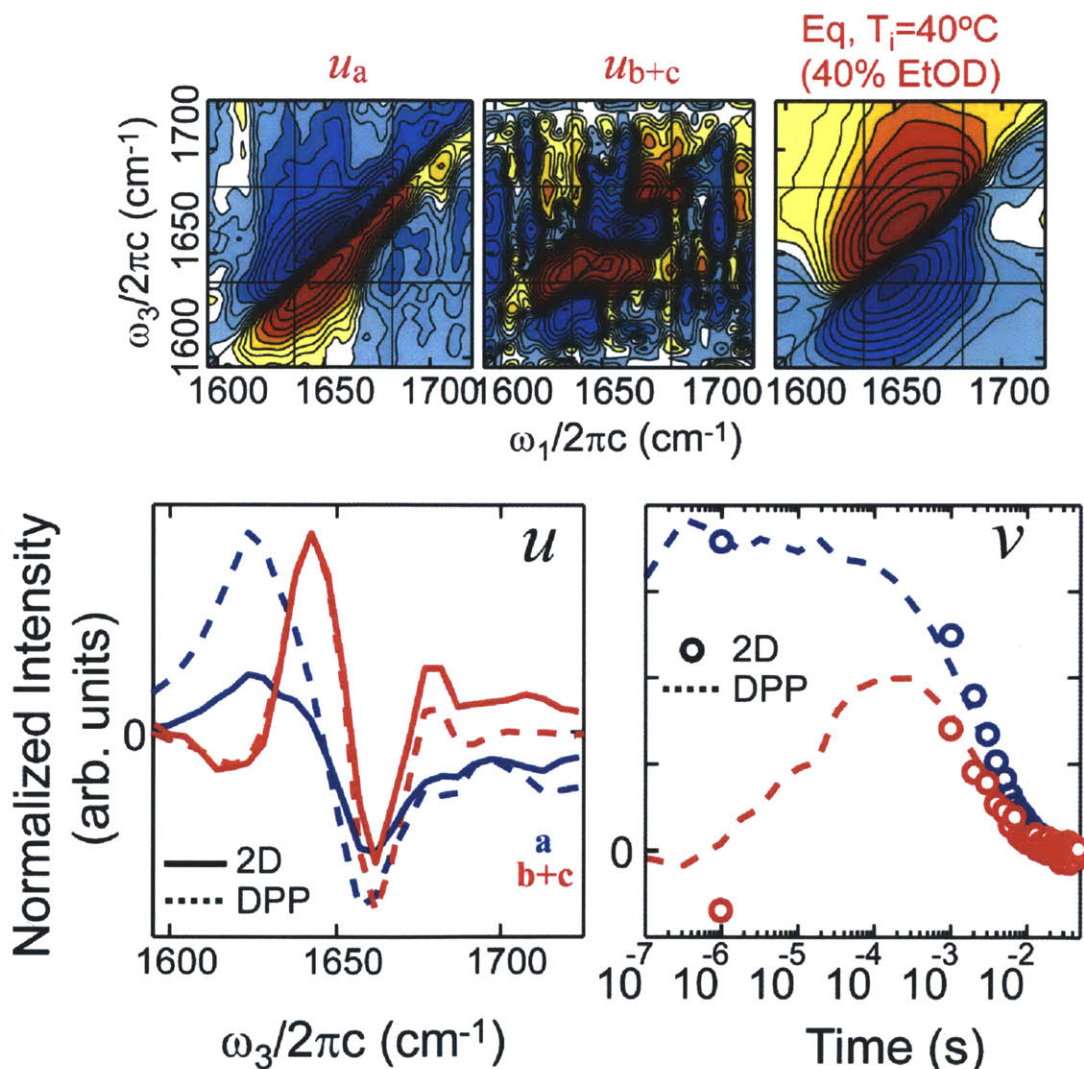 Eq, Tᵢ=40°C
uₐ
u_b+c
(40% EtOD)
ω₃/2πc (cm⁻¹)
1700
1650
1600
1600 1650 1700 1600 1650 1700 1600 1650 1700
ω₁/2πc (cm⁻¹)
Normalized Intensity
(arb. units)
0
u
2D
DPP
a
b+c
1600 1650 1700
ω₃/2πc (cm⁻¹)
v
2D
DPP
0
10⁻⁷ 10⁻⁶ 10⁻⁵ 10⁻⁴ 10⁻³ 10⁻²
Time (s)